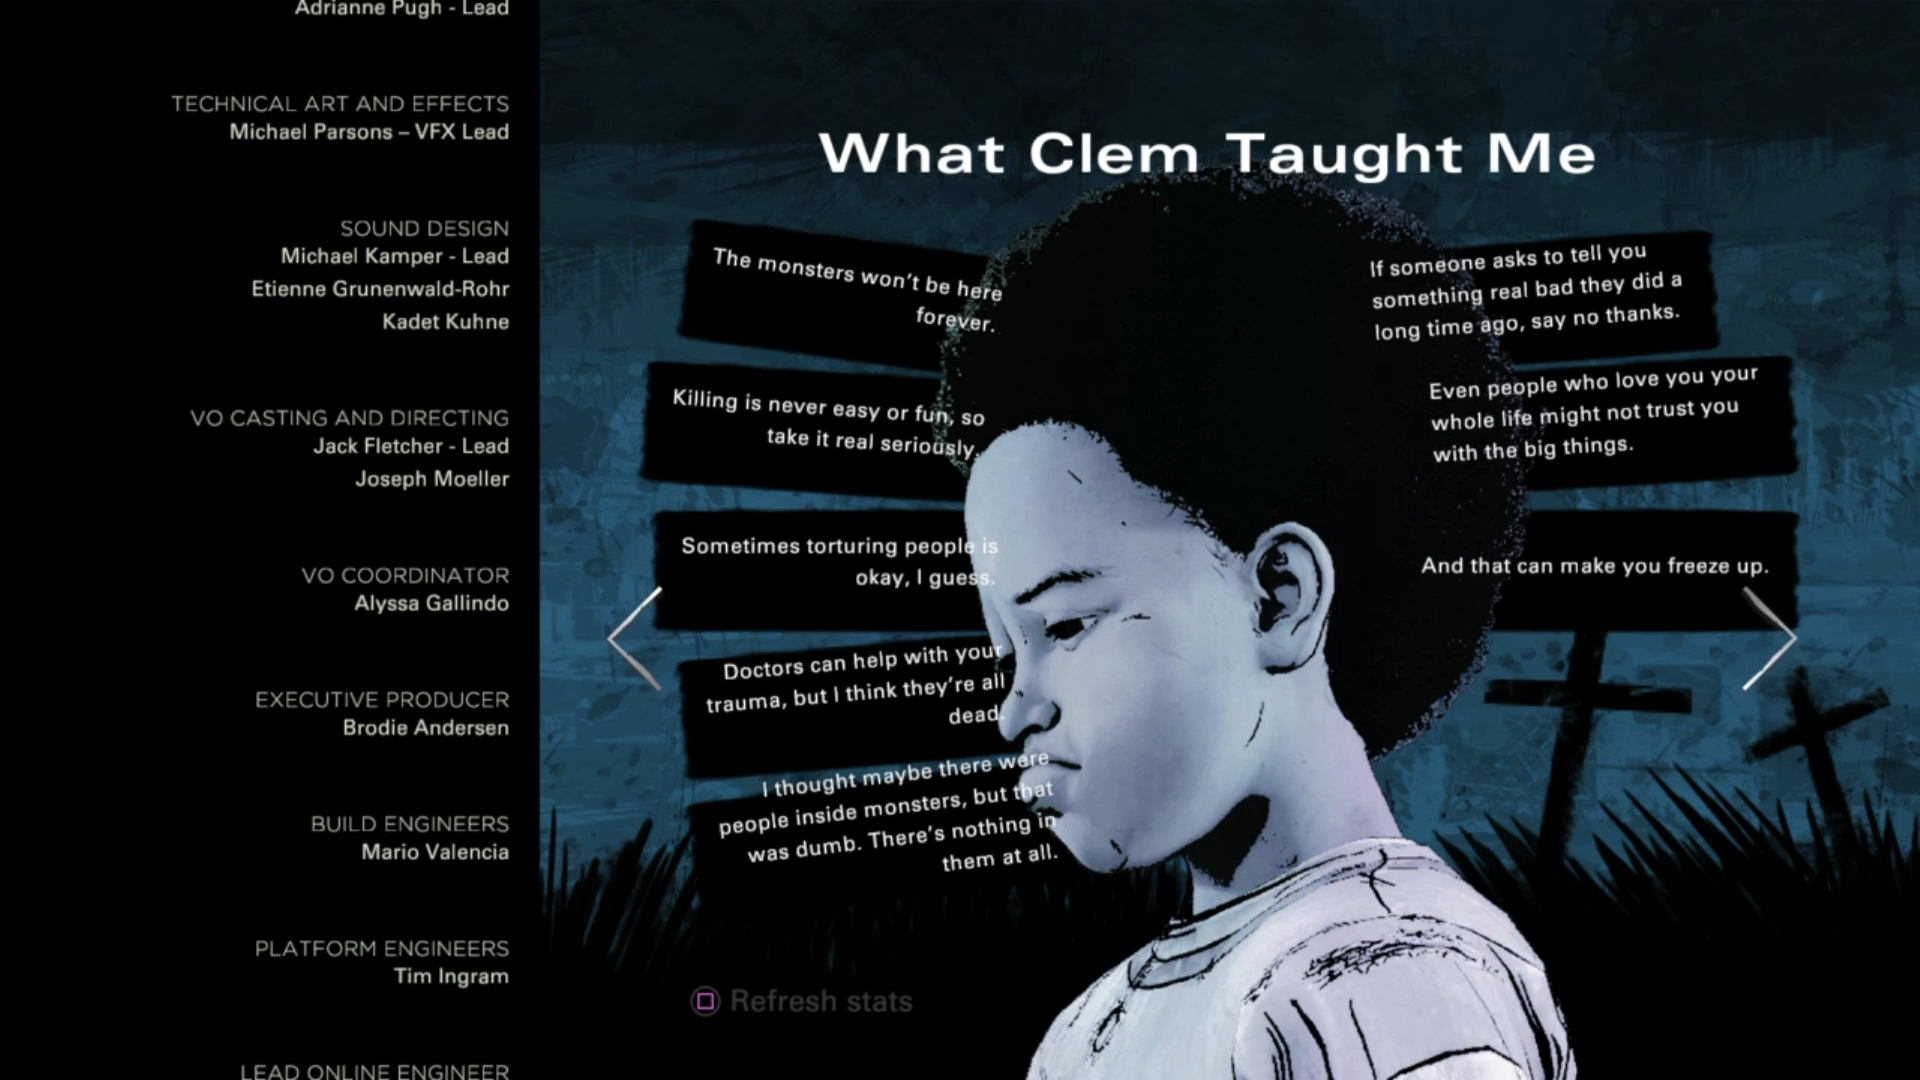 Adrianne Pugh - Lead
TECHNICAL ART AND EFFECTS
Michael Parsons – VFX Lead
SOUND DESIGN
Michael Kamper - Lead
Etienne Grunenwald-Rohr
Kadet Kuhne
VO CASTING AND DIRECTING
Jack Fletcher - Lead
Joseph Moeller
VO COORDINATOR
Alyssa Gallindo
EXECUTIVE PRODUCER
Brodie Andersen
BUILD ENGINEERS
Mario Valencia
PLATFORM ENGINEERS
Tim Ingram
LEAD ONLINE ENGINEER
What Clem Taught Me
The monsters won't be here
forever.
Killing is never easy or fun, so
take it real seriously.
Sometimes torturing people is
okay, I guess.
Doctors can help with your
trauma, but I think they're all
dead.
I thought maybe there were
people inside monsters, but that
was dumb. There's nothing in
them at all.
If someone asks to tell you
something real bad they did a
long time ago, say no thanks.
Even people who love you your
whole life might not trust you
with the big things.
And that can make you freeze up.
Refresh stats